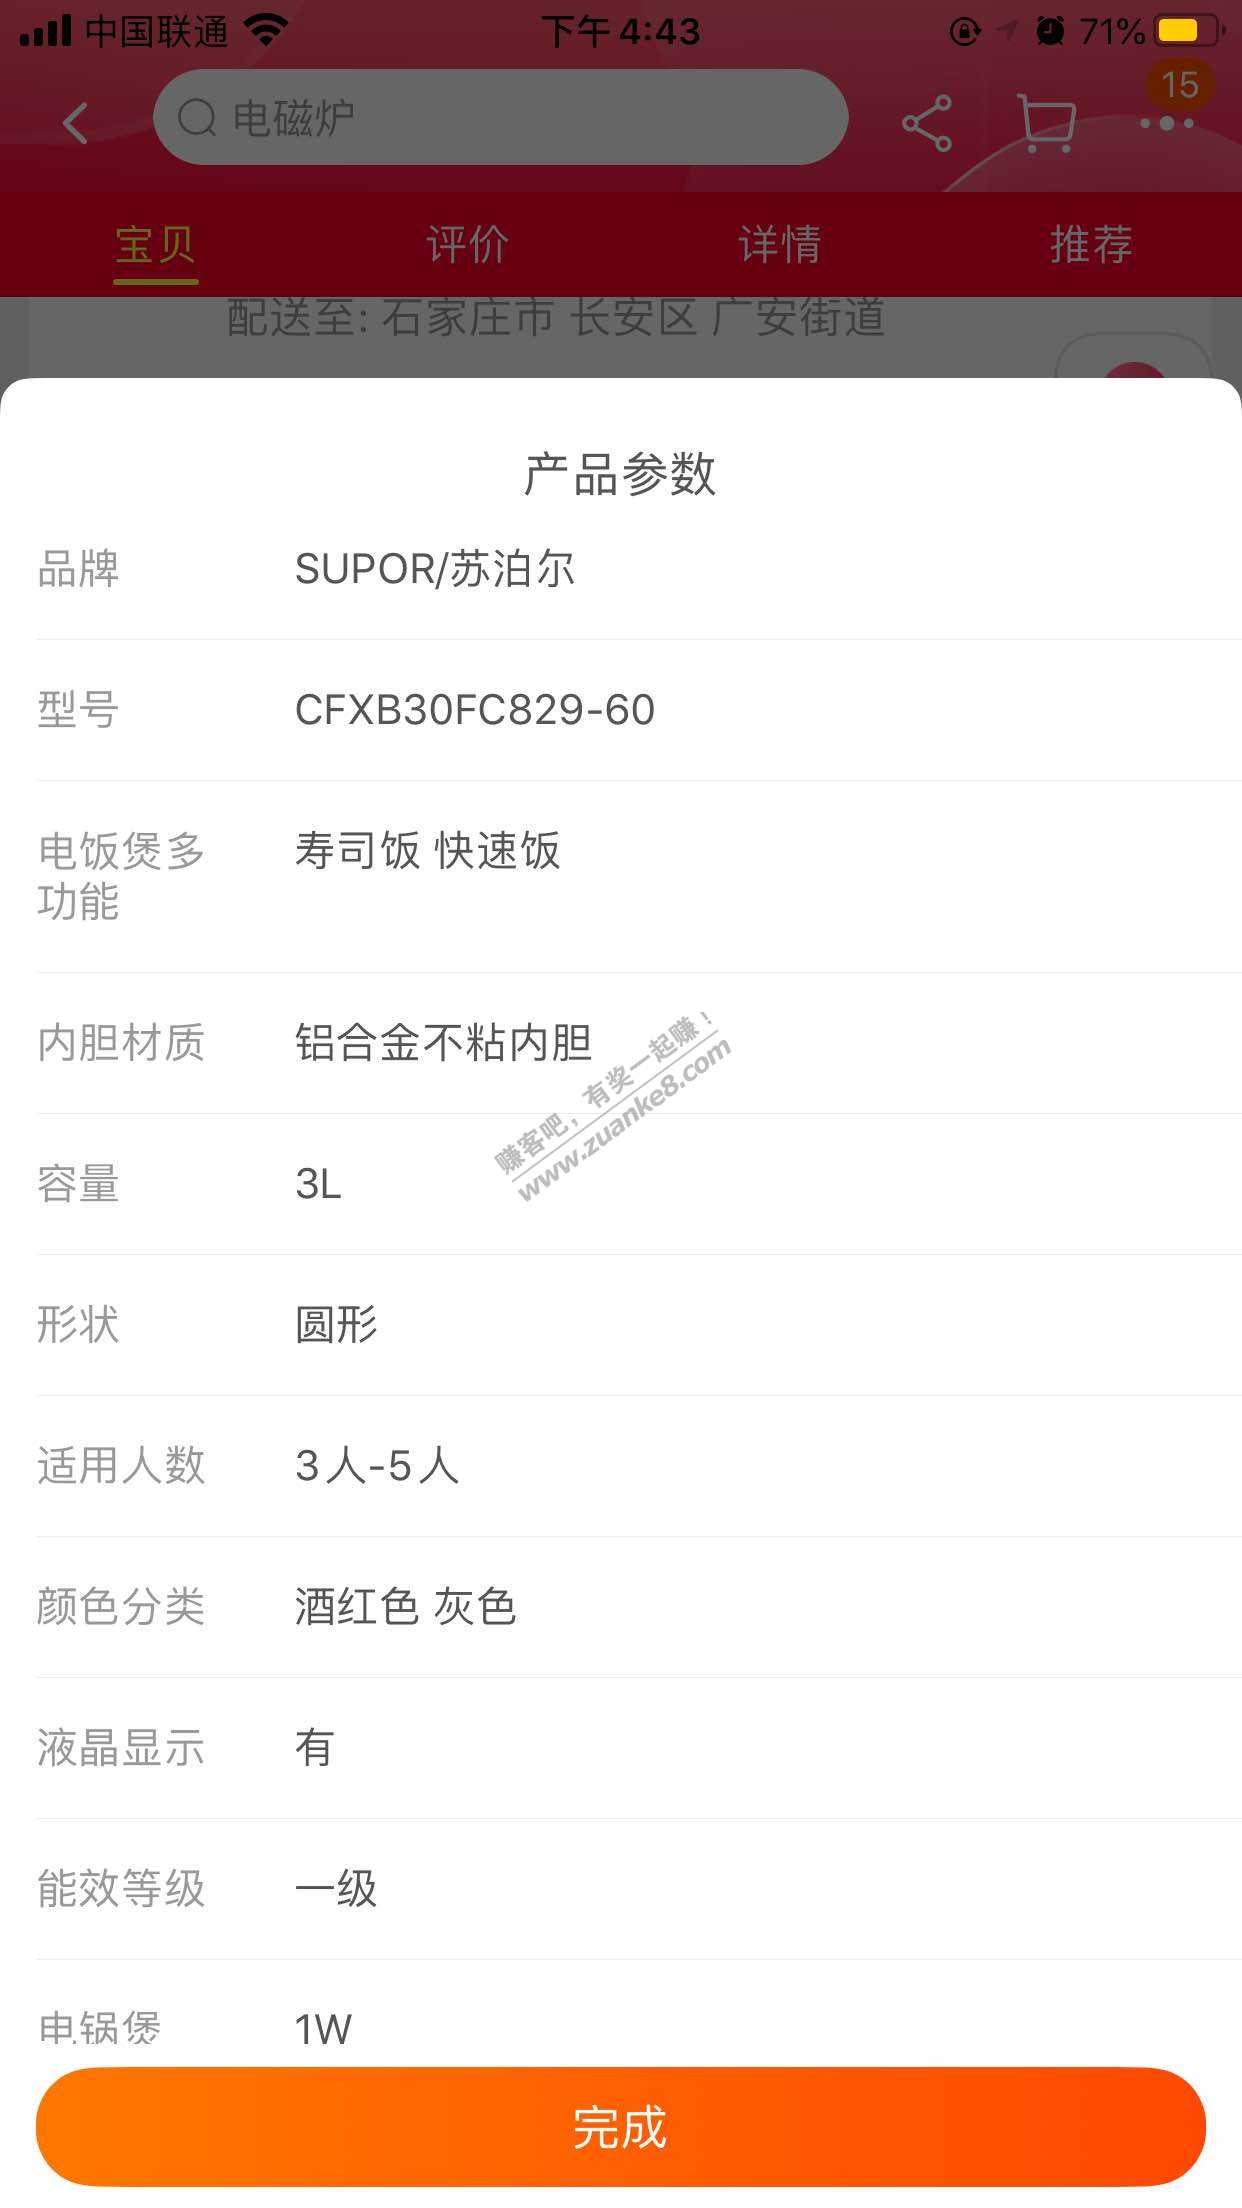 中国联通
下午 4:43
71%
电磁炉
15
宝贝
评价
详情
推荐
配送至: 石家庄市 长安区 广安街道
产品参数
品牌
SUPOR/苏泊尔
型号
CFXB30FC829-60
电饭煲多
功能
寿司饭 快速饭
内胆材质
铝合金不粘内胆
赚客吧，有奖一起赚！
www.zuanke8.com
容量
3L
形状
圆形
适用人数
3人-5人
颜色分类
酒红色 灰色
液晶显示
有
能效等级
一级
电锅煲
1W
完成